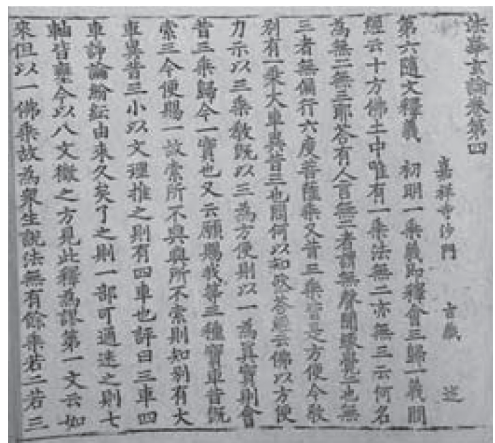 法華玄論卷第四
嘉祥寺沙門 吉藏 述
第六隨文釋義 初明一乘義即釋會三歸一義問
經云十方佛土中唯有一乘法無二亦無三云何名
為無二無三耶答有人言無二者謂無聲聞緣覺二也無
三者無備行六度菩薩乘又昔三乘皆是方便今教
別有一乘大車異昔三也問何以知然答經云佛以方便
力示以三乘教既以三為方便則以一為真實則會
昔三乘歸今一實也又云願賜我等三種寶車昔既
索三今便賜一故索所不與與所不索則知別有大
車異昔三小以文理推之則有四車也評曰三車四
車諍論紛紜由來久矣了之則一部可通迷之則七
軸皆壅今以八文徵之方見此釋為謬第一文云如
來但以一佛乘故為衆生說法無有餘乘若二若三